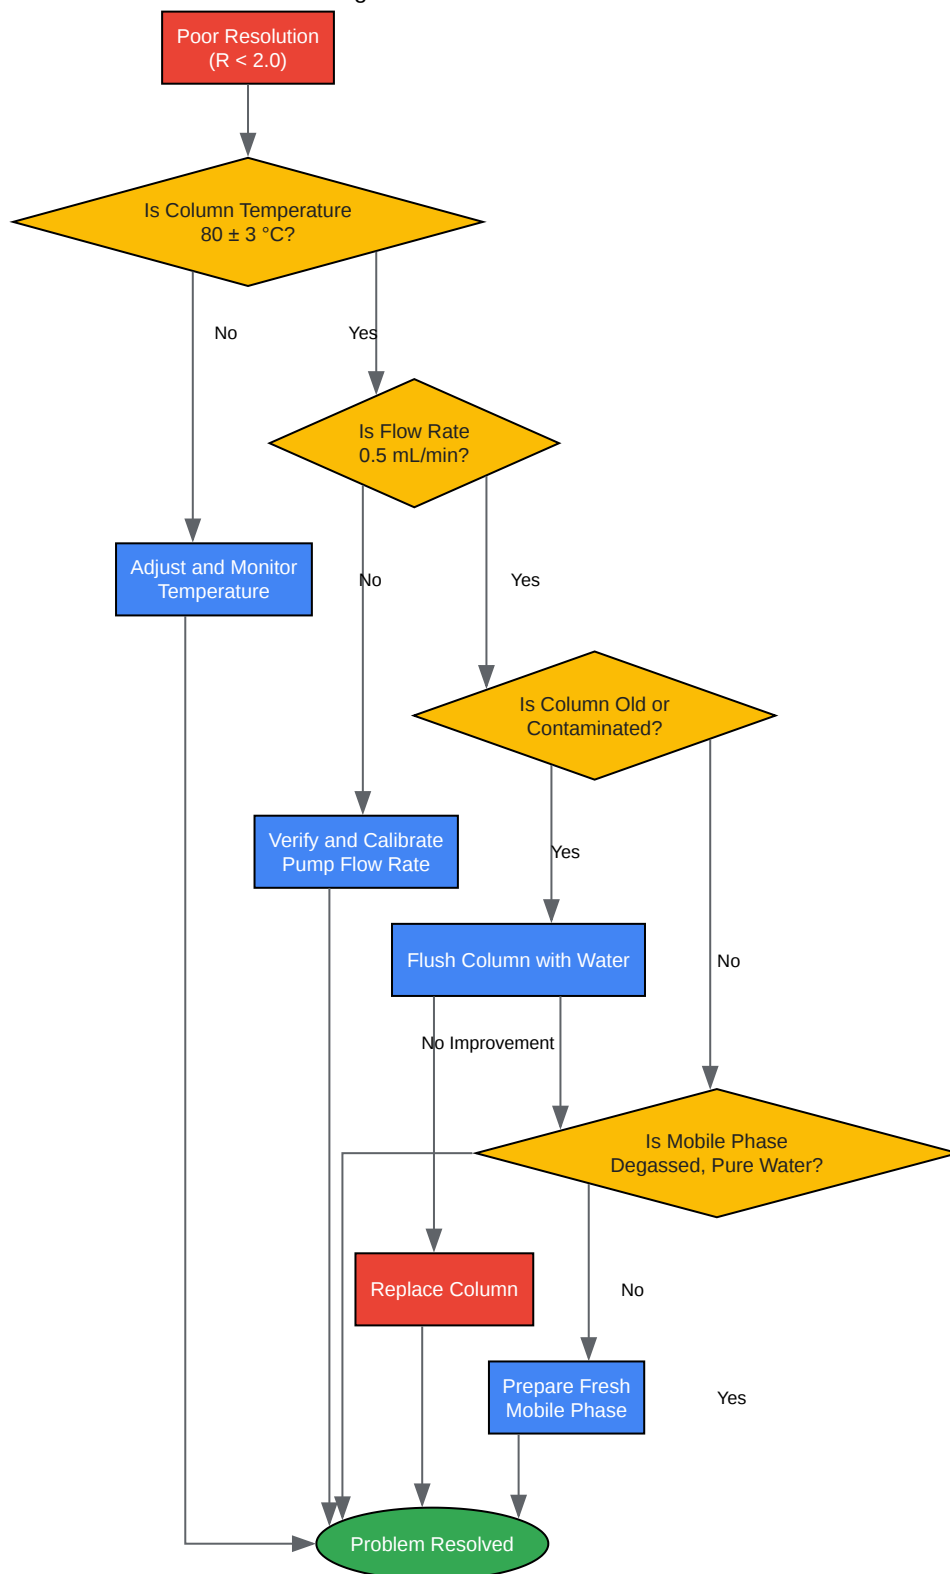 Poor Resolution
(R < 2.0)
Is Column Temperature
80 ± 3 °C?
No
Yes
Is Flow Rate
0.5 mL/min?
Adjust and Monitor
Temperature
No
Yes
Is Column Old or
Contaminated?
Verify and Calibrate
Pump Flow Rate
Yes
Flush Column with Water
No
No Improvement
Is Mobile Phase
Degassed, Pure Water?
Replace Column
No
Prepare Fresh
Mobile Phase
Yes
Problem Resolved